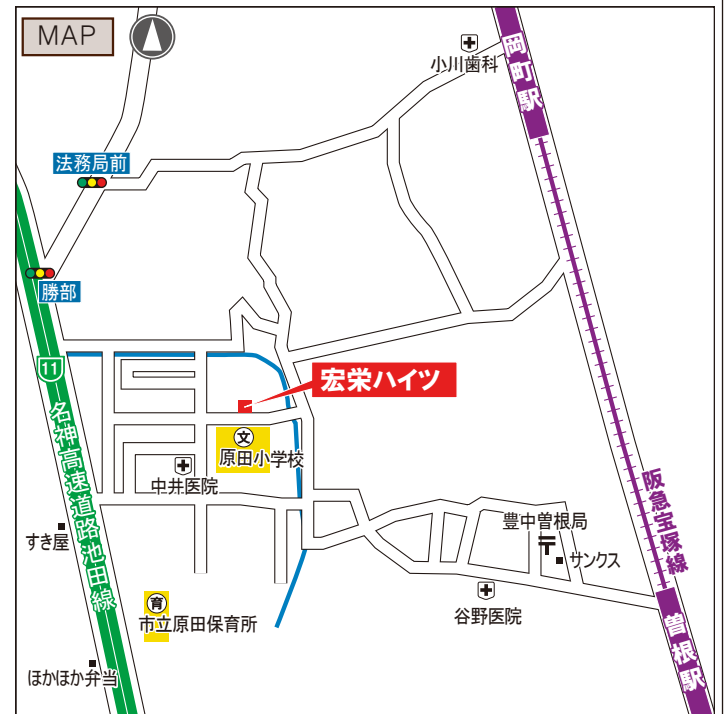 MAP
小川歯科
岡町駅
法務局前
勝部
11
宏栄ハイツ
文
原田小学校
中井医院
名神高速道路池田線
阪急宝塚線
豊中曽根局
サンクス
すき屋
育
市立原田保育所
谷野医院
曽根駅
ほかほか弁当